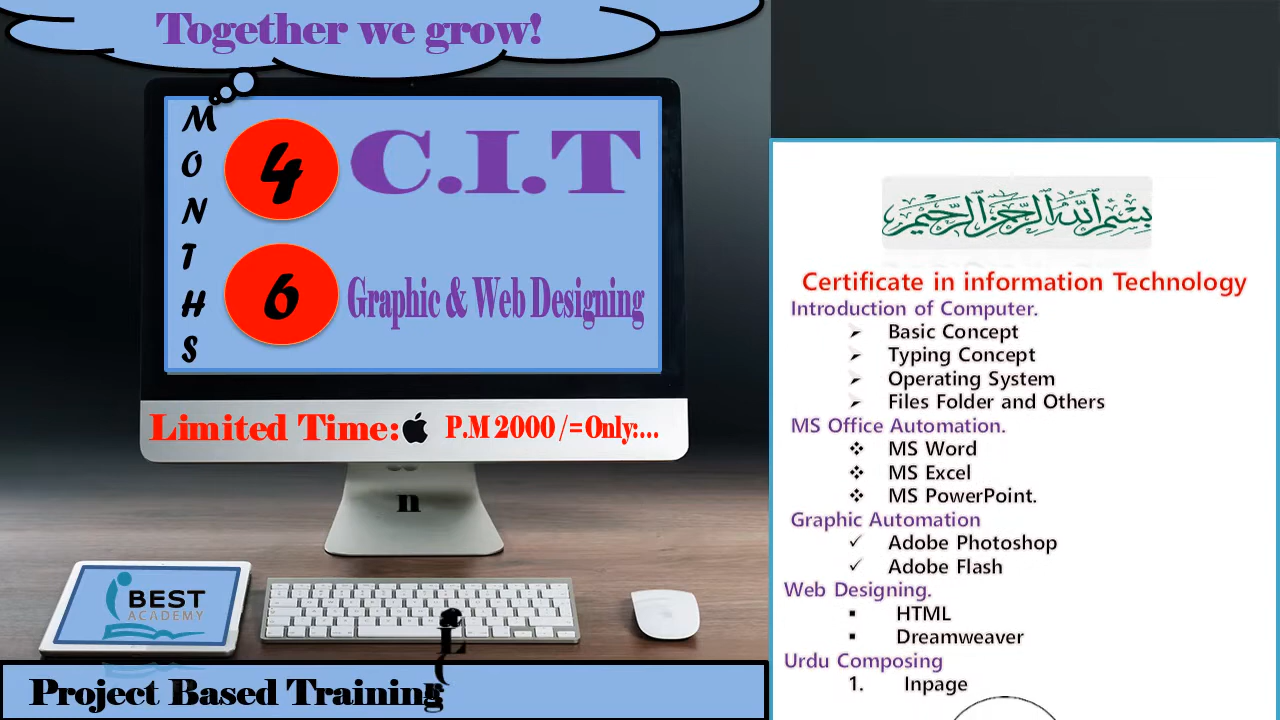 Together we grow!
MONTHS
4 C.I.T
6 Graphic & Web Designing
Limited Time: P.M 2000 /= Only:...
n
BEST
ACADEMY
Project Based Training
بِسْمِ اللهِ الرَّحْمٰنِ الرَّحِيْمِ
Certificate in information Technology
Introduction of Computer.
➢ Basic Concept
➢ Typing Concept
➢ Operating System
➢ Files Folder and Others
MS Office Automation.
❖ MS Word
❖ MS Excel
❖ MS PowerPoint.
Graphic Automation
✓ Adobe Photoshop
✓ Adobe Flash
Web Designing.
▪ HTML
▪ Dreamweaver
Urdu Composing
1. Inpage